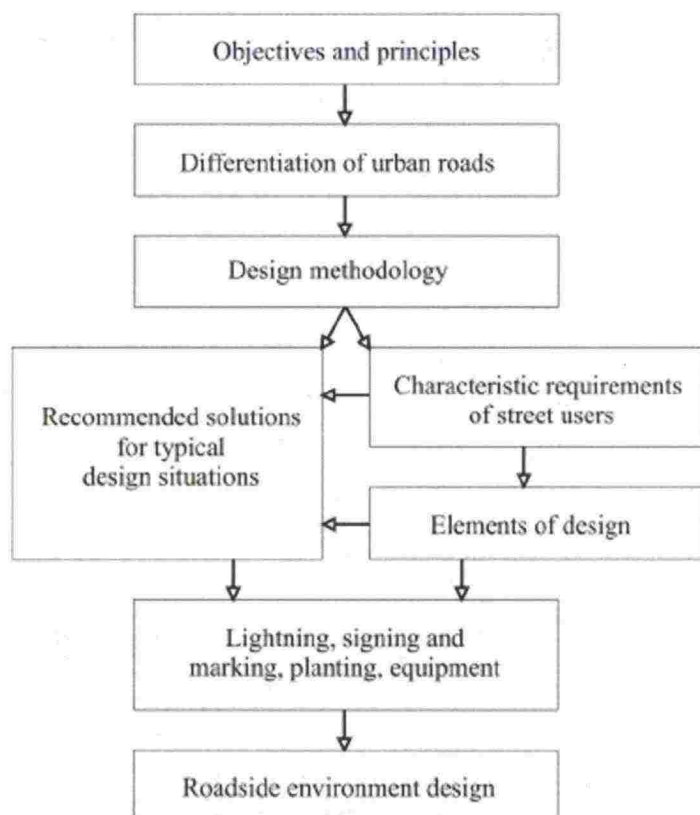 Objectives and principles
Differentiation of urban roads
Design methodology
Recommended solutions
for typical
design situations
Characteristic requirements
of street users
Elements of design
Lightning, signing and
marking, planting, equipment
Roadside environment design